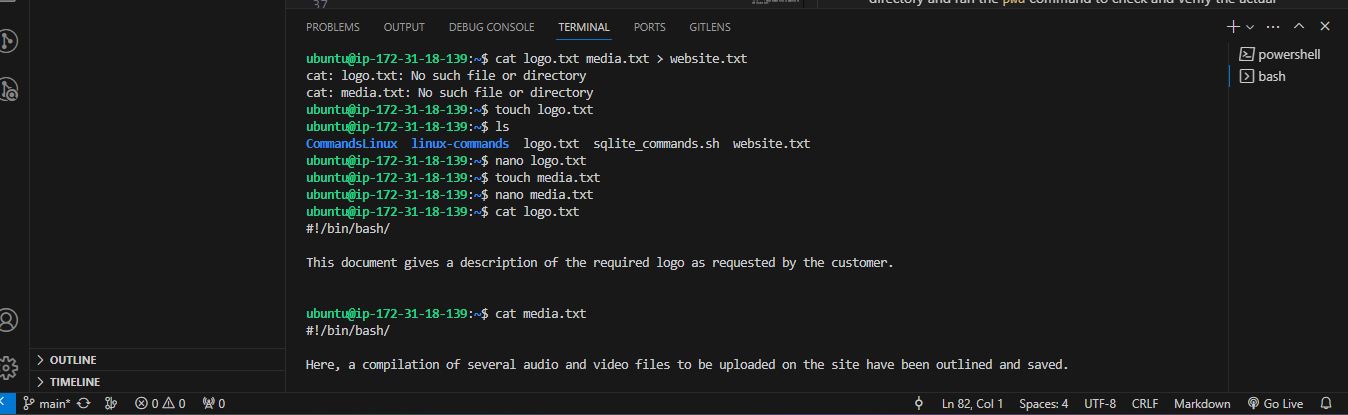 37
directory and ran the pwd command to check and verify the actual
PROBLEMS OUTPUT DEBUG CONSOLE TERMINAL PORTS GITLENS
powershell
bash
ubuntu@ip-172-31-18-139:~$ cat logo.txt media.txt > website.txt
cat: logo.txt: No such file or directory
cat: media.txt: No such file or directory
ubuntu@ip-172-31-18-139:~$ touch logo.txt
ubuntu@ip-172-31-18-139:~$ ls
CommandsLinux linux-commands logo.txt sqlite_commands.sh website.txt
ubuntu@ip-172-31-18-139:~$ nano logo.txt
ubuntu@ip-172-31-18-139:~$ touch media.txt
ubuntu@ip-172-31-18-139:~$ nano media.txt
ubuntu@ip-172-31-18-139:~$ cat logo.txt
#!/bin/bash/
This document gives a description of the required logo as requested by the customer.
ubuntu@ip-172-31-18-139:~$ cat media.txt
#!/bin/bash/
Here, a compilation of several audio and video files to be uploaded on the site have been outlined and saved.
OUTLINE
TIMELINE
main* 0 0 0 Ln 82, Col 1 Spaces: 4 UTF-8 CRLF Markdown Go Live